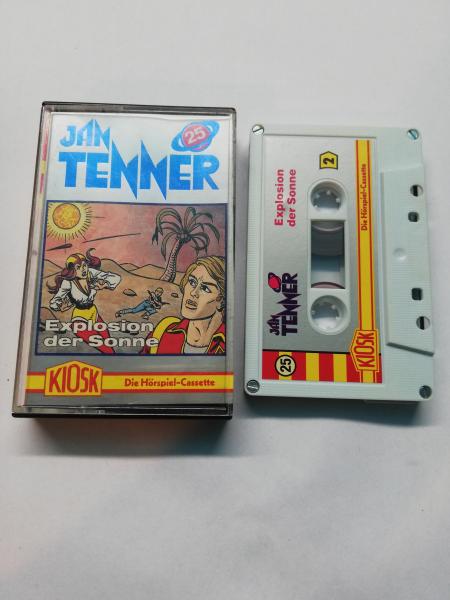 JAN
TENNER
25
Explosion
der Sonne
KIOSK
Die Hörspiel-Cassette
2
Explosion
der Sonne
JAN
TENNER
25
KIOSK
Die Hörspiel-Cassette